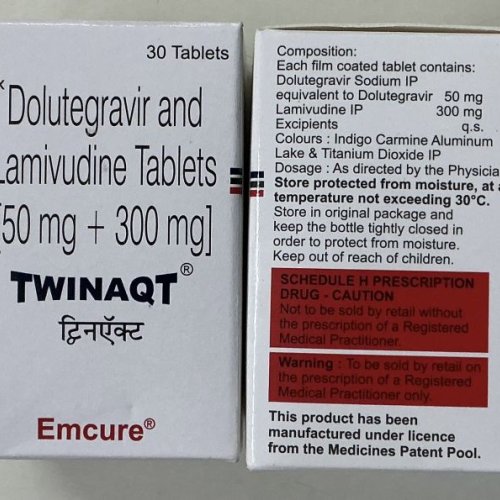 30 Tablets
Dolutegravir and
Lamivudine Tablets
[50 mg + 300 mg]
TWINAQT®
ट्विनऍक्ट
Emcure®
Composition:
Each film coated tablet contains:
Dolutegravir Sodium IP
equivalent to Dolutegravir 50 mg
Lamivudine IP 300 mg
Excipients q.s.
Colours : Indigo Carmine Aluminum
Lake & Titanium Dioxide IP
Dosage : As directed by the Physicia
Store protected from moisture, at a
temperature not exceeding 30°C.
Store in original package and
keep the bottle tightly closed in
order to protect from moisture.
Keep out of reach of children.
SCHEDULE H PRESCRIPTION
DRUG - CAUTION
Not to be sold by retail without
the prescription of a Registered
Medical Practitioner.
Warning : To be sold by retail on
the prescription of a Registered
Medical Practitioner only.
This product has been
manufactured under licence
from the Medicines Patent Pool.